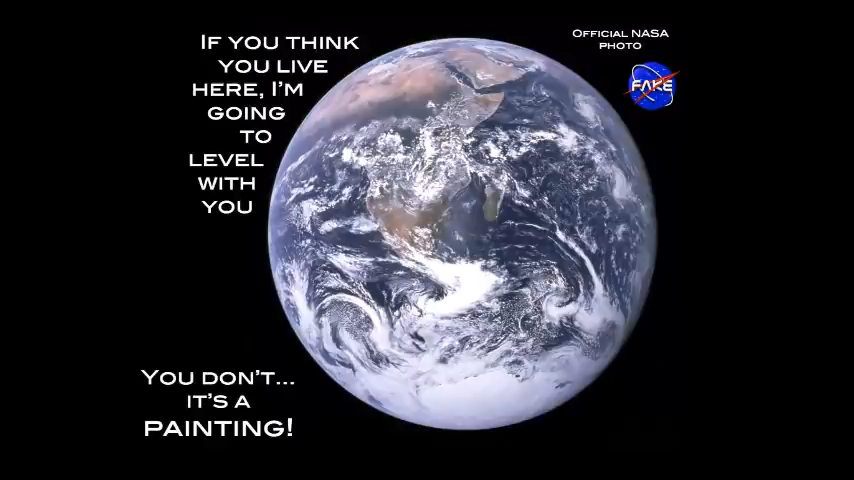 IF YOU THINK
YOU LIVE
HERE, I'M
GOING
TO
LEVEL
WITH
YOU
OFFICIAL NASA
PHOTO
FAKE
YOU DON'T...
IT'S A
PAINTING!